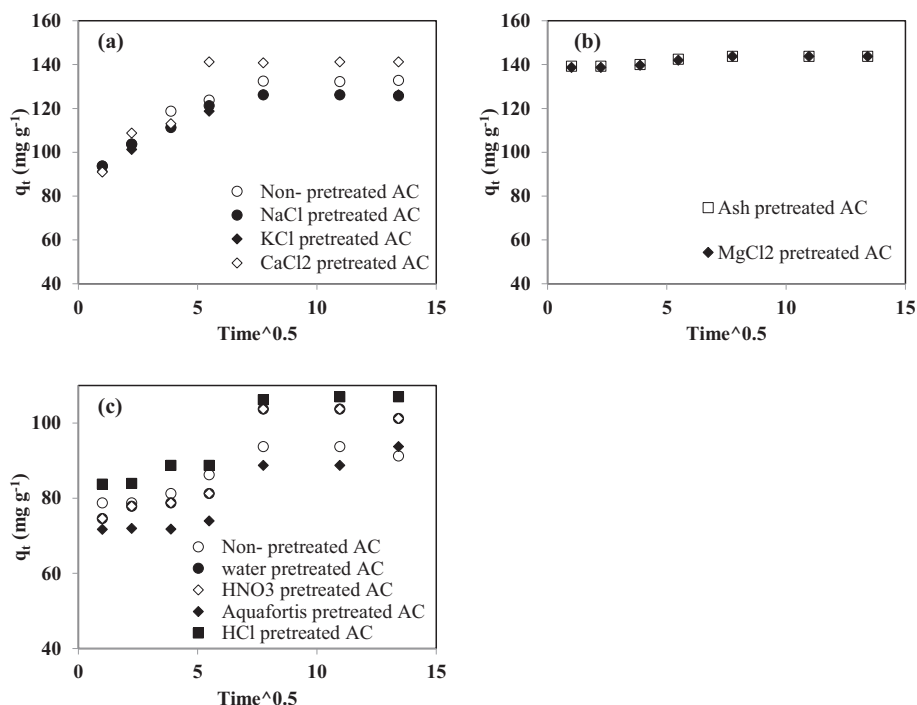 (a)
160
140
120
100
80
60
40
qt (mg g-1)
0 5 10 15
Time^0.5
Non- pretreated AC
NaCl pretreated AC
KCl pretreated AC
CaCl2 pretreated AC
(b)
160
140
120
100
80
60
40
qt (mg g-1)
0 5 10 15
Time^0.5
Ash pretreated AC
MgCl2 pretreated AC
(c)
100
80
60
40
qt (mg g-1)
0 5 10 15
Time^0.5
Non- pretreated AC
water pretreated AC
HNO3 pretreated AC
Aquafortis pretreated AC
HCl pretreated AC